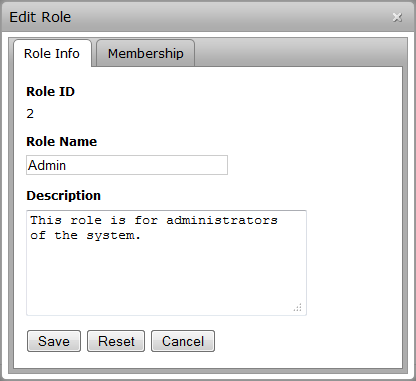 Edit Role
Role Info
Membership
Role ID
2
Role Name
Admin
Description
This role is for administrators
of the system.
Save
Reset
Cancel